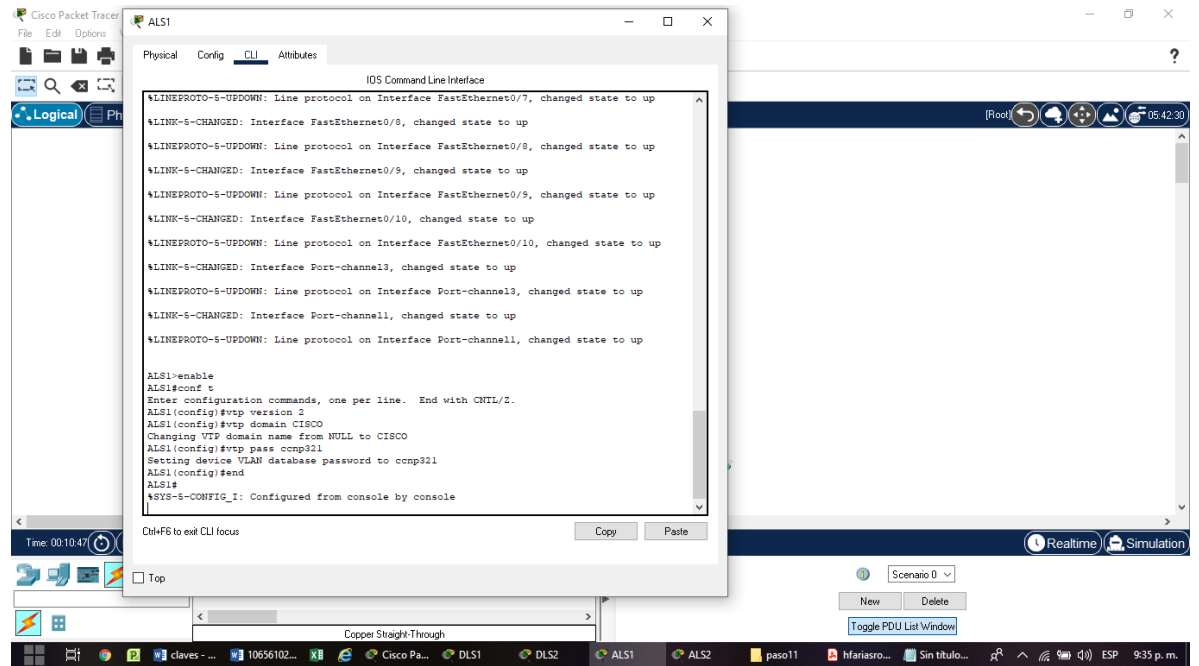 Cisco Packet Tracer
File Edit Options
ALS1
Physical Config CLI Attributes
IOS Command Line Interface
%LINEPROTO-5-UPDOWN: Line protocol on Interface FastEthernet0/7, changed state to up
%LINK-5-CHANGED: Interface FastEthernet0/8, changed state to up
%LINEPROTO-5-UPDOWN: Line protocol on Interface FastEthernet0/8, changed state to up
%LINK-5-CHANGED: Interface FastEthernet0/9, changed state to up
%LINEPROTO-5-UPDOWN: Line protocol on Interface FastEthernet0/9, changed state to up
%LINK-5-CHANGED: Interface FastEthernet0/10, changed state to up
%LINEPROTO-5-UPDOWN: Line protocol on Interface FastEthernet0/10, changed state to up
%LINK-5-CHANGED: Interface Port-channel3, changed state to up
%LINEPROTO-5-UPDOWN: Line protocol on Interface Port-channel3, changed state to up
%LINK-5-CHANGED: Interface Port-channel1, changed state to up
%LINEPROTO-5-UPDOWN: Line protocol on Interface Port-channel1, changed state to up
ALS1>enable
ALS1#conf t
Enter configuration commands, one per line. End with CNTL/Z.
ALS1(config)#vtp version 2
ALS1(config)#vtp domain CISCO
Changing VTP domain name from NULL to CISCO
ALS1(config)#vtp pass ccnp321
Setting device VLAN database password to ccnp321
ALS1(config)#end
ALS1#
%SYS-5-CONFIG_I: Configured from console by console
Ctrl+F6 to exit CLI focus
Copy Paste
Top
Logical Ph
[Root] 05:42:30
Time: 00:10:47
Realtime Simulation
Scenario 0
New Delete
Toggle PDU List Window
Copper Straight-Through
claves - ... 10656102... Cisco Pa... DLS1 DLS2 ALS1 ALS2 paso11 hfariasro... Sin título... ESP 9:35 p. m.